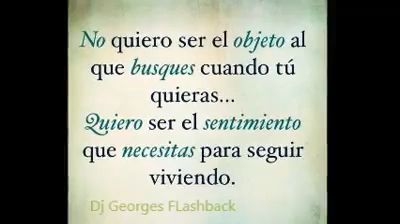 No quiero ser el objeto al
que busques cuando tú
quieras...
Quiero ser el sentimiento
que necesitas para seguir
viviendo.
Dj Georges FLashback